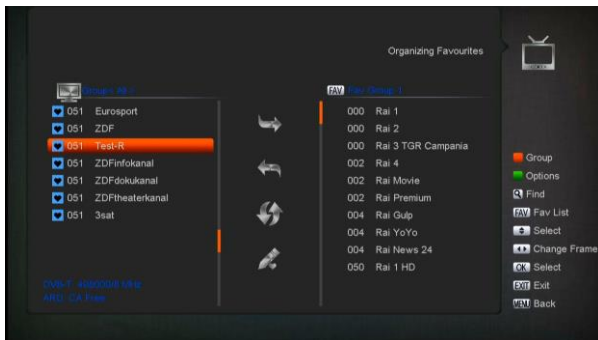 Organizing Favourites
Group: All /
FAV Fav Group 1
051 Eurosport
051 ZDF
051 Test-R
051 ZDFinfokanal
051 ZDFdokukanal
051 ZDFtheaterkanal
051 3sat
000 Rai 1
000 Rai 2
000 Rai 3 TGR Campania
002 Rai 4
002 Rai Movie
002 Rai Premium
004 Rai Gulp
004 Rai YoYo
004 Rai News 24
050 Rai 1 HD
DVB-T
MHz
CA Free
Group
Options
Find
FAV Fav List
Select
Change Frame
OK Select
EXIT Exit
MENU Back